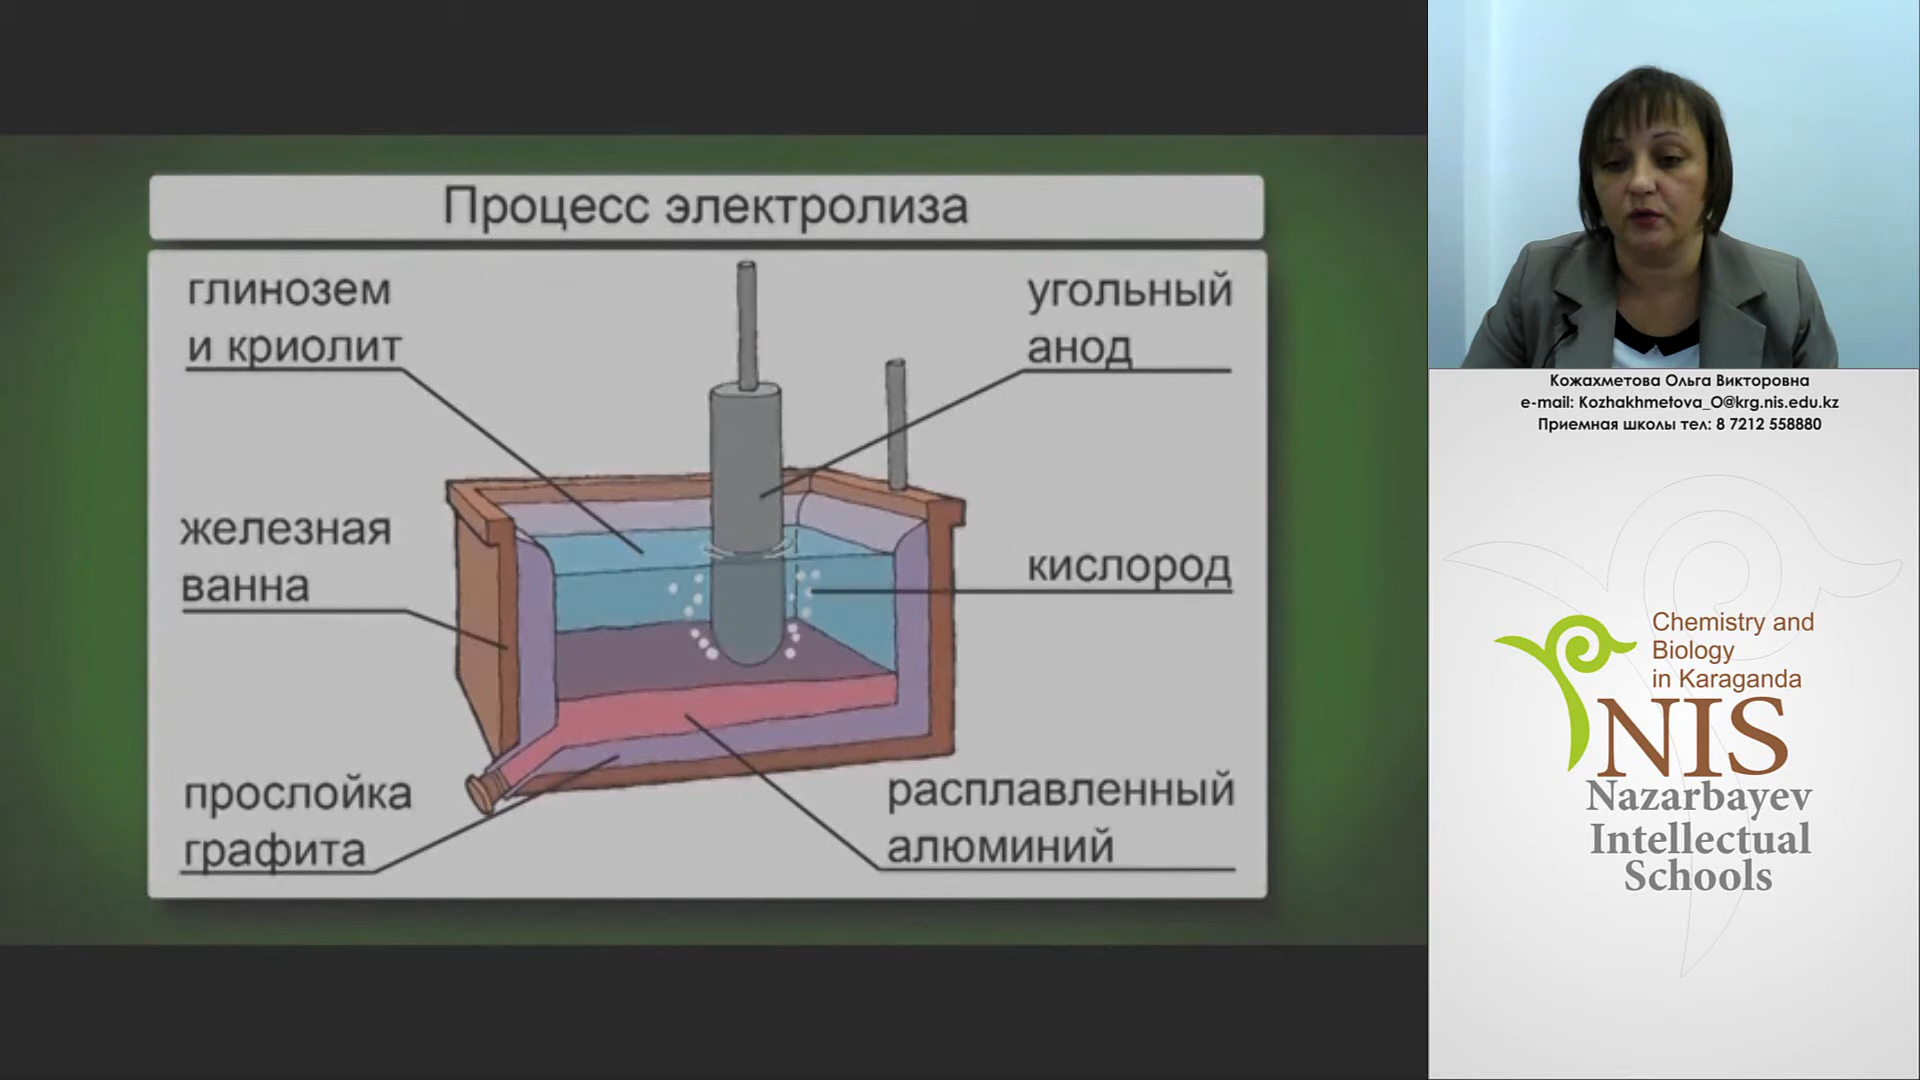 Процесс электролиза
глинозем
и криолит
угольный
анод
железная
ванна
кислород
прослойка
графита
расплавленный
алюминий
Кожахметова Ольга Викторовна
e-mail: Kozhakhmetova_O@krg.nis.edu.kz
Приемная школы тел: 8 7212 558880
Chemistry and
Biology
in Karaganda
NIS
Nazarbayev
Intellectual
Schools